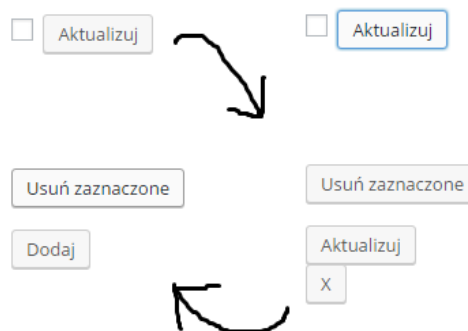 Aktualizuj
Aktualizuj
Usuń zaznaczone
Usuń zaznaczone
Dodaj
Aktualizuj
X